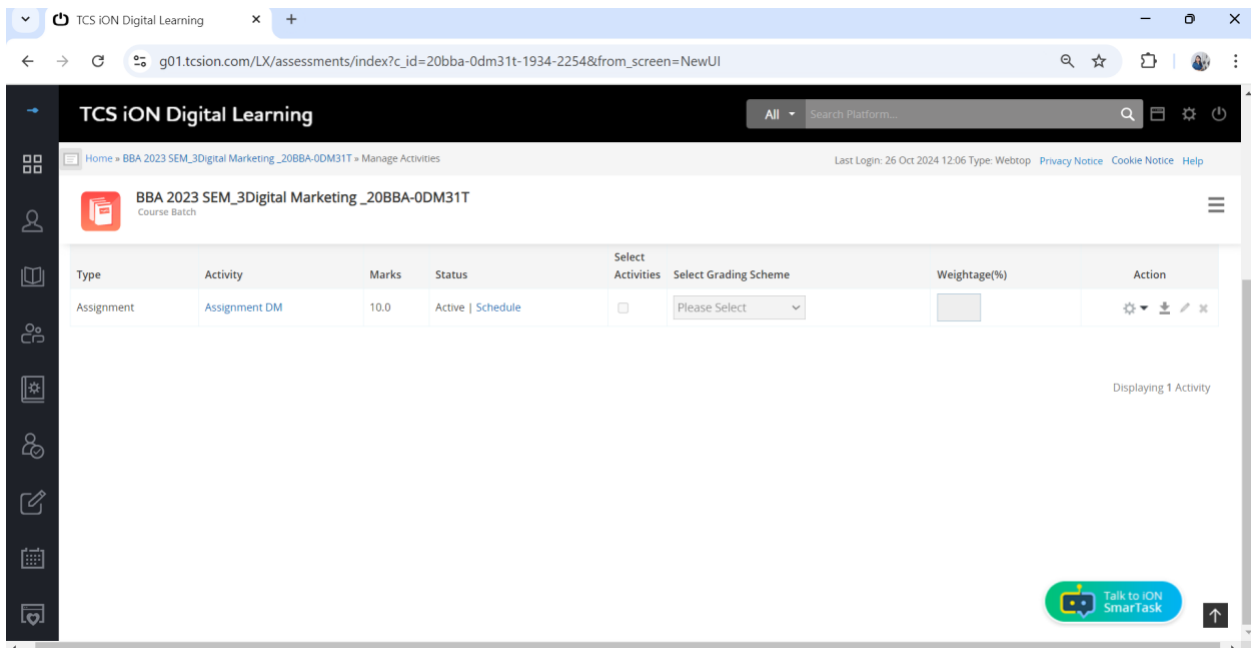 TCS iON Digital Learning
g01.tcsion.com/LX/assessments/index?c_id=20bba-0dm31t-1934-2254&from_screen=NewUI
TCS iON Digital Learning
All
Search Platform...
Home » BBA 2023 SEM_3Digital Marketing _20BBA-0DM31T » Manage Activities
Last Login: 26 Oct 2024 12:06 Type: Webtop Privacy Notice Cookie Notice Help
BBA 2023 SEM_3Digital Marketing _20BBA-0DM31T
Course Batch
Type Activity Marks Status Select Activities Select Grading Scheme Weightage(%) Action
Assignment Assignment DM 10.0 Active | Schedule Please Select
Displaying 1 Activity
Talk to iON
SmarTask